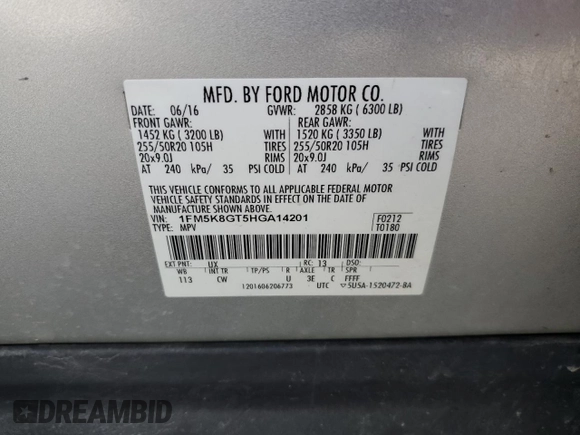 MFD. BY FORD MOTOR CO.
DATE: 06/16 GVWR: 2858 KG ( 6300 LB)
FRONT GAWR: REAR GAWR:
1452 KG ( 3200 LB) WITH 1520 KG ( 3350 LB) WITH
255/50R20 105H TIRES 255/50R20 105H TIRES
20x9.0J RIMS 20x9.0J RIMS
AT 240 kPa/ 35 PSI COLD AT 240 kPa/ 35 PSI COLD
THIS VEHICLE CONFORMS TO ALL APPLICABLE FEDERAL MOTOR
VEHICLE SAFETY STANDARDS IN EFFECT ON THE DATE OF
MANUFACTURE SHOWN ABOVE.
VIN: 1FM5K8GT5HGA14201 F0212
TYPE: MPV T0180
EXT PNT: UX RC: 13 DSO:
WB INT TR TP/PS R AXLE TR SPR
113 CW U 3E C FFFF
1201606206773 UTC ▽5USA-1520472-BA
DREAMBID